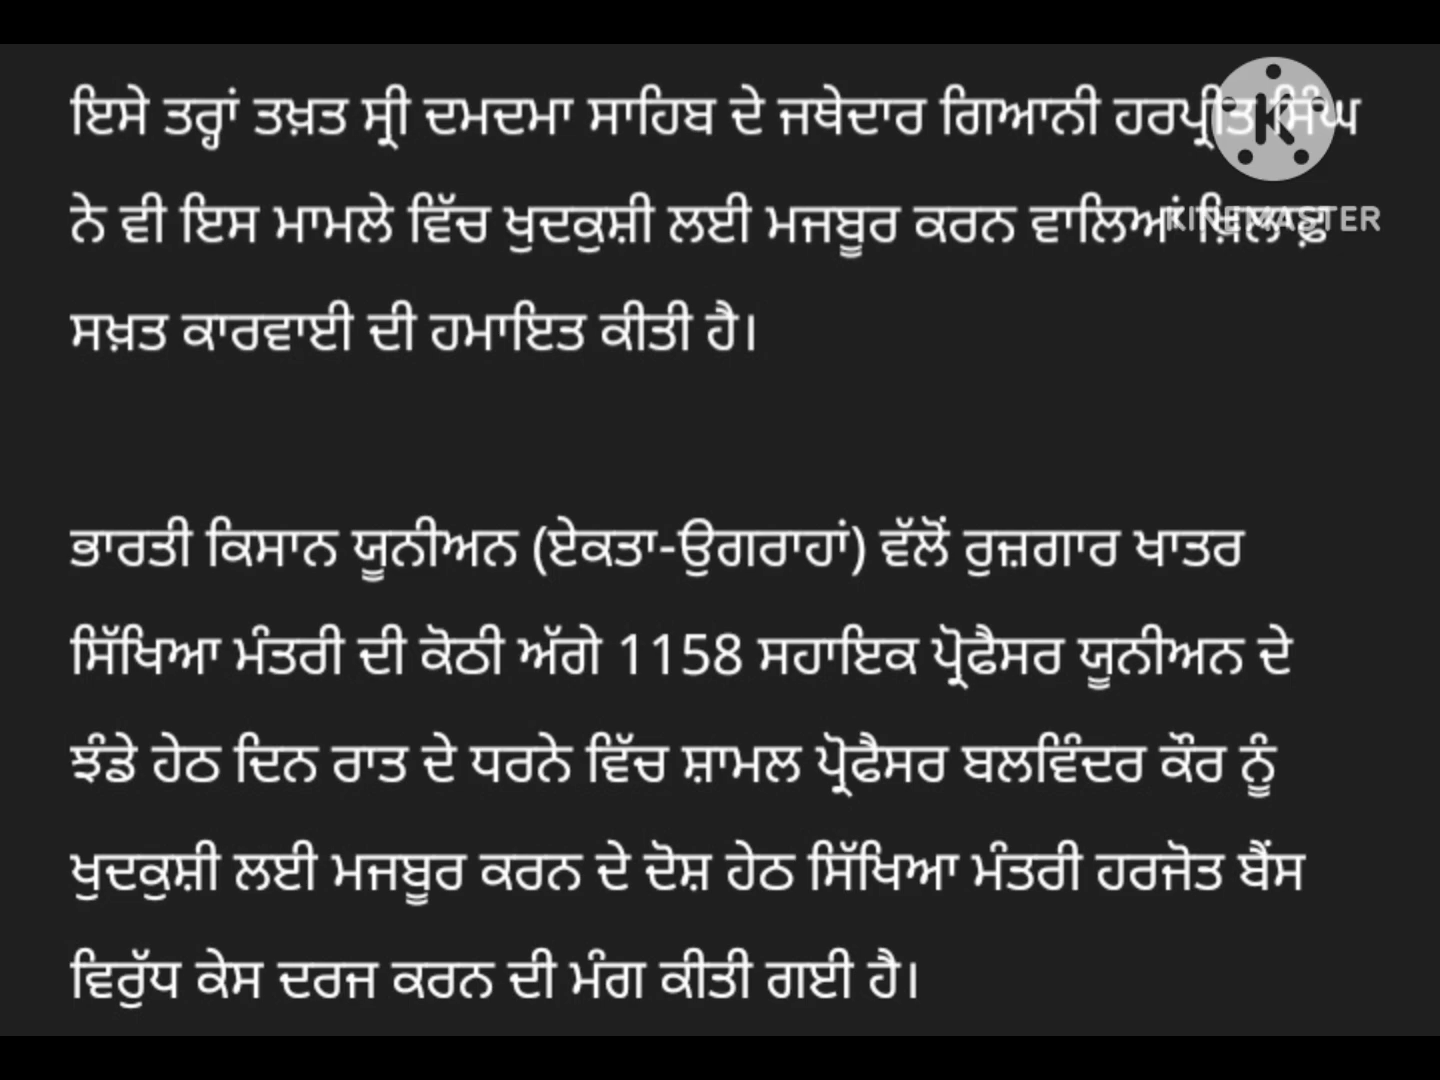 ਇਸੇ ਤਰ੍ਹਾਂ ਤਖ਼ਤ ਸ੍ਰੀ ਦਮਦਮਾ ਸਾਹਿਬ ਦੇ ਜਥੇਦਾਰ ਗਿਆਨੀ ਹਰਪ੍ਰੀਤ ਸਿੰਘ
ਨੇ ਵੀ ਇਸ ਮਾਮਲੇ ਵਿੱਚ ਖੁਦਕੁਸ਼ੀ ਲਈ ਮਜਬੂਰ ਕਰਨ ਵਾਲਿਆਂ ਖ਼ਿਲਾਫ਼
KINEMASTER
ਸਖ਼ਤ ਕਾਰਵਾਈ ਦੀ ਹਮਾਇਤ ਕੀਤੀ ਹੈ।
ਭਾਰਤੀ ਕਿਸਾਨ ਯੂਨੀਅਨ (ਏਕਤਾ-ਉਗਰਾਹਾਂ) ਵੱਲੋਂ ਰੁਜ਼ਗਾਰ ਖਾਤਰ
ਸਿੱਖਿਆ ਮੰਤਰੀ ਦੀ ਕੋਠੀ ਅੱਗੇ 1158 ਸਹਾਇਕ ਪ੍ਰੋਫੈਸਰ ਯੂਨੀਅਨ ਦੇ
ਝੰਡੇ ਹੇਠ ਦਿਨ ਰਾਤ ਦੇ ਧਰਨੇ ਵਿੱਚ ਸ਼ਾਮਲ ਪ੍ਰੋਫੈਸਰ ਬਲਵਿੰਦਰ ਕੌਰ ਨੂੰ
ਖੁਦਕੁਸ਼ੀ ਲਈ ਮਜਬੂਰ ਕਰਨ ਦੇ ਦੋਸ਼ ਹੇਠ ਸਿੱਖਿਆ ਮੰਤਰੀ ਹਰਜੋਤ ਬੈਂਸ
ਵਿਰੁੱਧ ਕੇਸ ਦਰਜ ਕਰਨ ਦੀ ਮੰਗ ਕੀਤੀ ਗਈ ਹੈ।